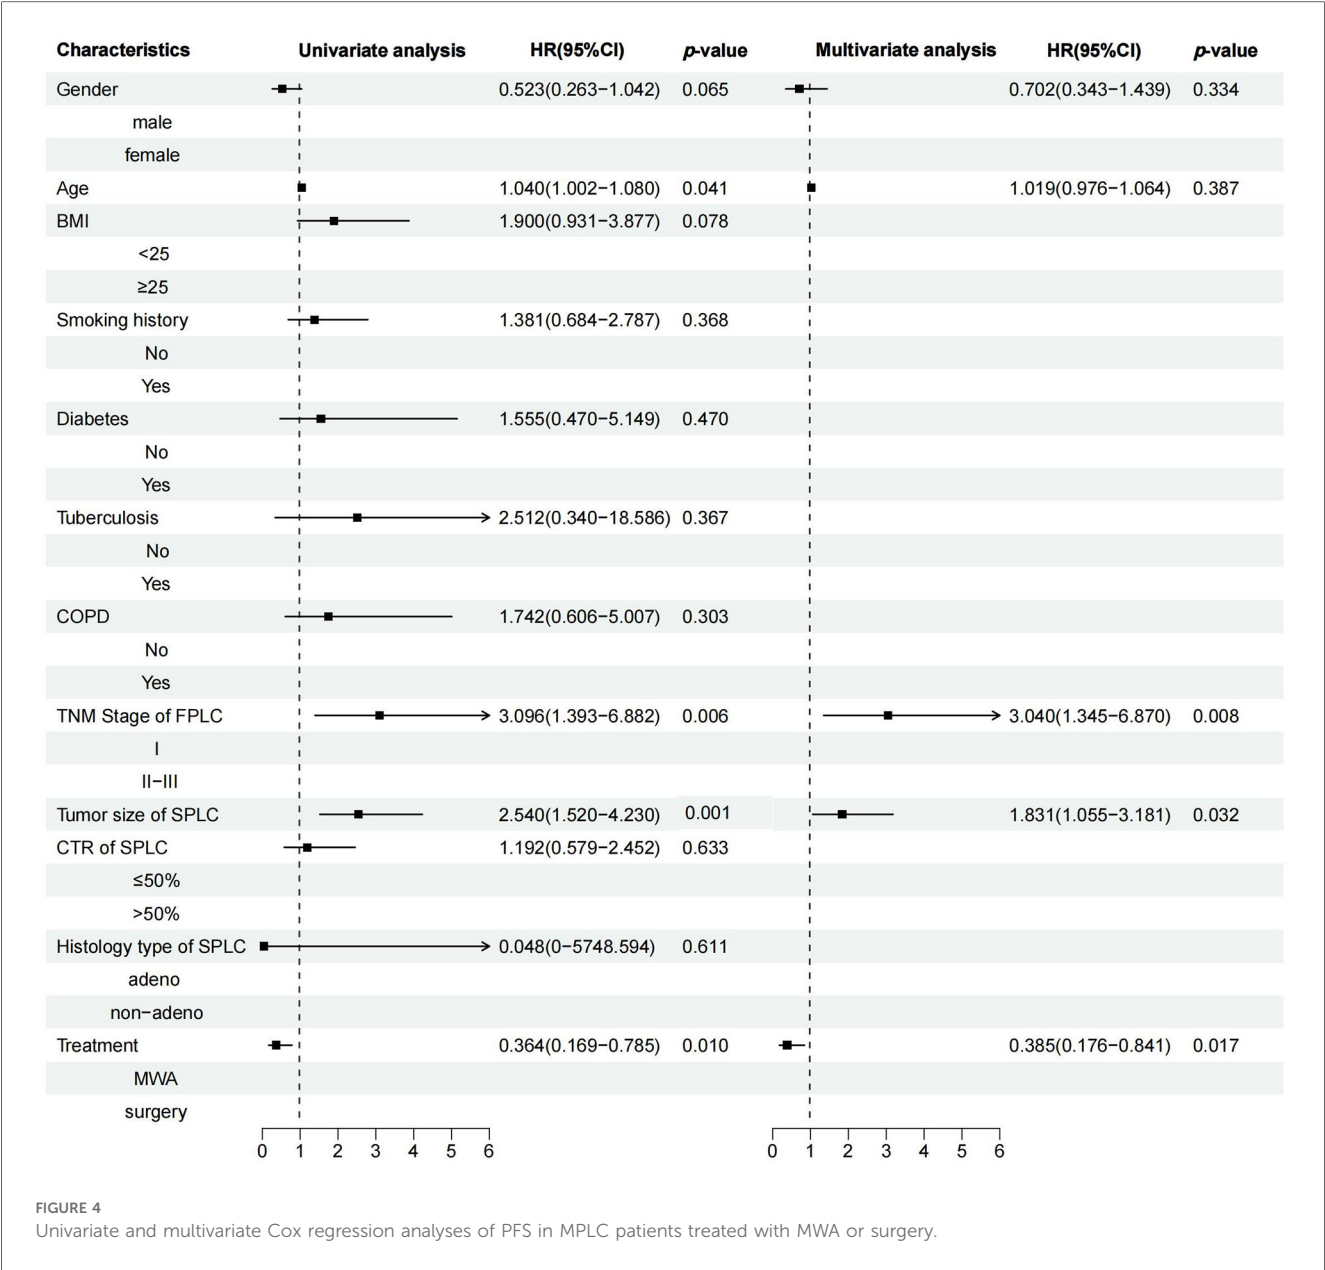 Characteristics Univariate analysis HR(95%CI) p-value Multivariate analysis HR(95%CI) p-value
Gender 0.523(0.263−1.042) 0.065 0.702(0.343−1.439) 0.334
male
female
Age 1.040(1.002−1.080) 0.041 1.019(0.976−1.064) 0.387
BMI 1.900(0.931−3.877) 0.078
<25
≥25
Smoking history 1.381(0.684−2.787) 0.368
No
Yes
Diabetes 1.555(0.470−5.149) 0.470
No
Yes
Tuberculosis 2.512(0.340−18.586) 0.367
No
Yes
COPD 1.742(0.606−5.007) 0.303
No
Yes
TNM Stage of FPLC 3.096(1.393−6.882) 0.006 3.040(1.345−6.870) 0.008
I
II−III
Tumor size of SPLC 2.540(1.520−4.230) 0.001 1.831(1.055−3.181) 0.032
CTR of SPLC 1.192(0.579−2.452) 0.633
≤50%
>50%
Histology type of SPLC 0.048(0−5748.594) 0.611
adeno
non−adeno
Treatment 0.364(0.169−0.785) 0.010 0.385(0.176−0.841) 0.017
MWA
surgery
0 1 2 3 4 5 6 0 1 2 3 4 5 6
FIGURE 4
Univariate and multivariate Cox regression analyses of PFS in MPLC patients treated with MWA or surgery.